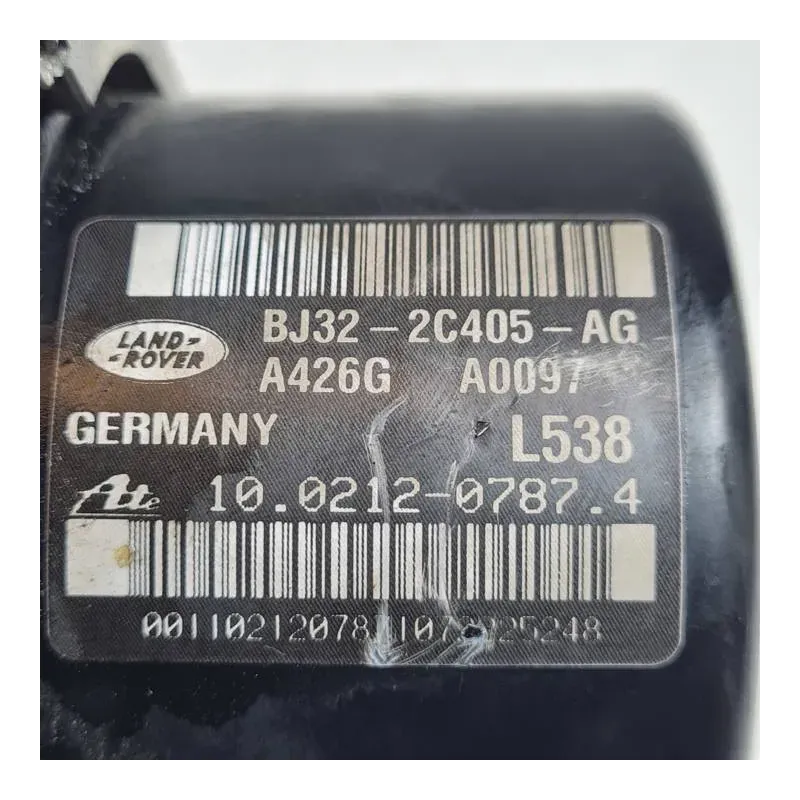 LAND-
-ROVER
BJ32-2C405-AG
A426G A0097
GERMANY L538
Ate 10.0212-0787.4